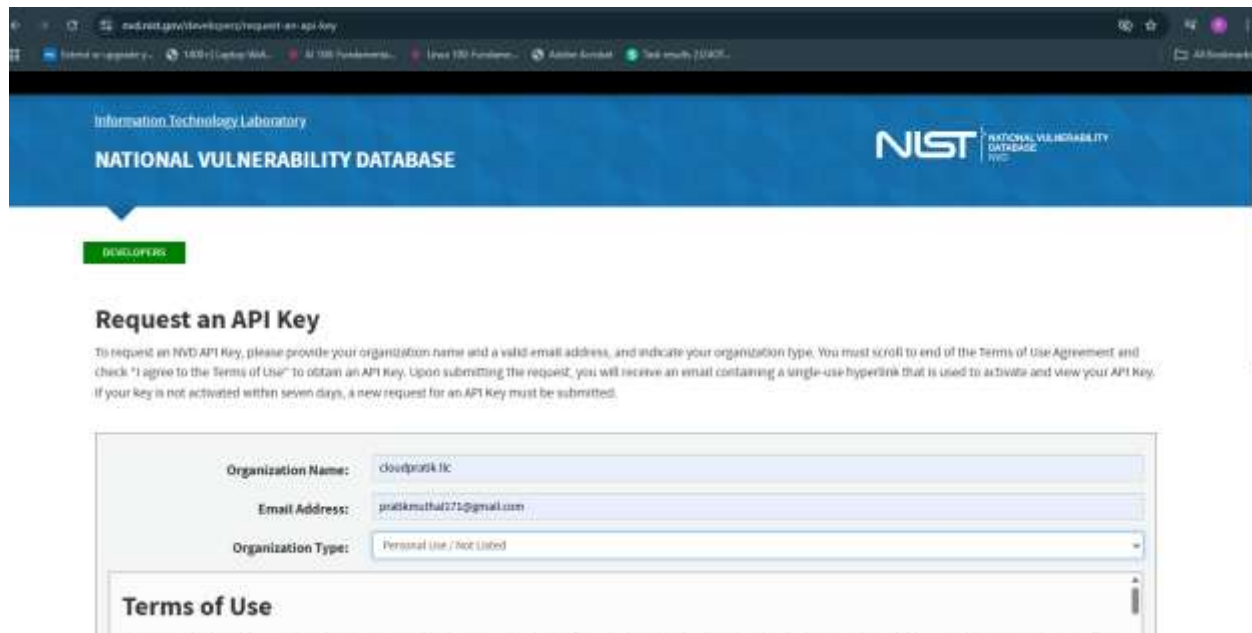 nvd.nist.gov/developers/request-an-api-key
Adobe Acrobat
All Bookmarks
Information Technology Laboratory
NATIONAL VULNERABILITY DATABASE
NIST
NATIONAL VULNERABILITY
DATABASE
NVD
DEVELOPERS
Request an API Key
To request an NVD API Key, please provide your organization name and a valid email address, and indicate your organization type. You must scroll to end of the Terms of Use Agreement and
check "I agree to the Terms of Use" to obtain an API Key. Upon submitting the request, you will receive an email containing a single-use hyperlink that is used to activate and view your API Key.
If your key is not activated within seven days, a new request for an API Key must be submitted.
Organization Name:
cloudpratik llc
Email Address:
pratikmuthal171@gmail.com
Organization Type:
Personal Use / Not Listed
Terms of Use